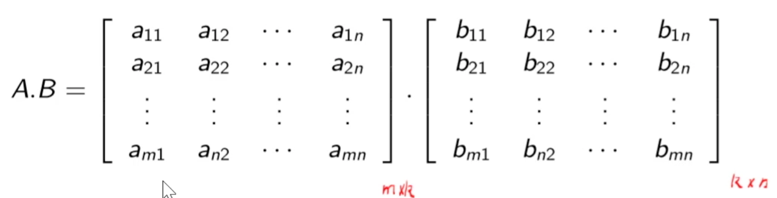 A.B = [ a11 a12 ··· a1n ] . [ b11 b12 ··· b1n ]
[ a21 a22 ··· a2n ] [ b21 b22 ··· b2n ]
[ ⋮ ⋮ ⋮ ⋮ ] [ ⋮ ⋮ ⋮ ⋮ ]
[ am1 an2 ··· amn ] [ bm1 bn2 ··· bmn ]
m x k k x n